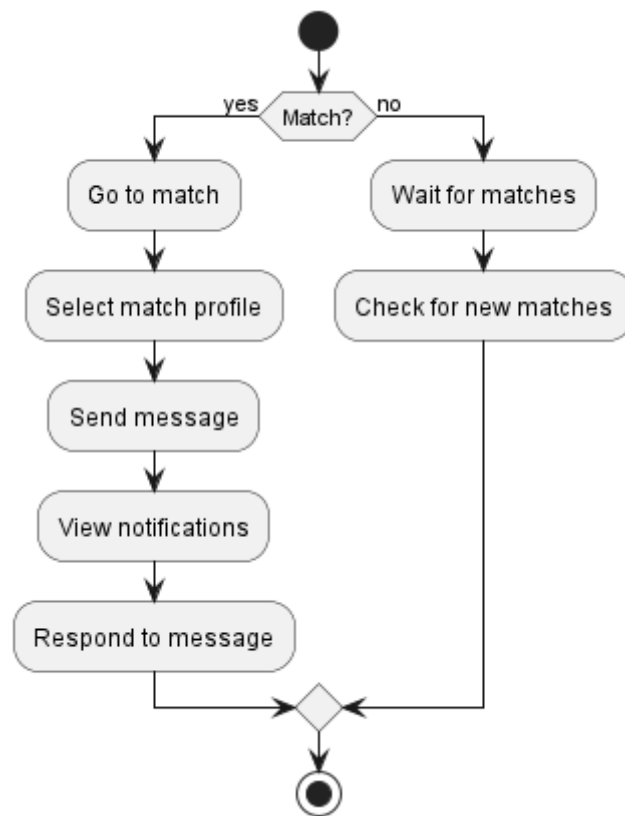 yes
Match?
no
Go to match
Wait for matches
Select match profile
Check for new matches
Send message
View notifications
Respond to message